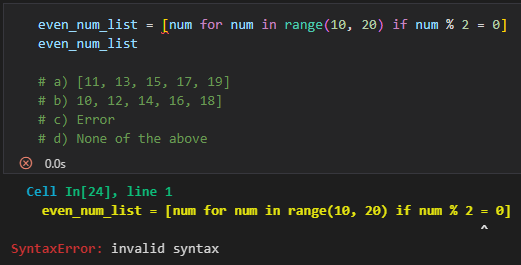 even_num_list = [num for num in range(10, 20) if num % 2 = 0]
even_num_list
# a) [11, 13, 15, 17, 19]
# b) 10, 12, 14, 16, 18]
# c) Error
# d) None of the above
0.0s
Cell In[24], line 1
even_num_list = [num for num in range(10, 20) if num % 2 = 0]
^
SyntaxError: invalid syntax